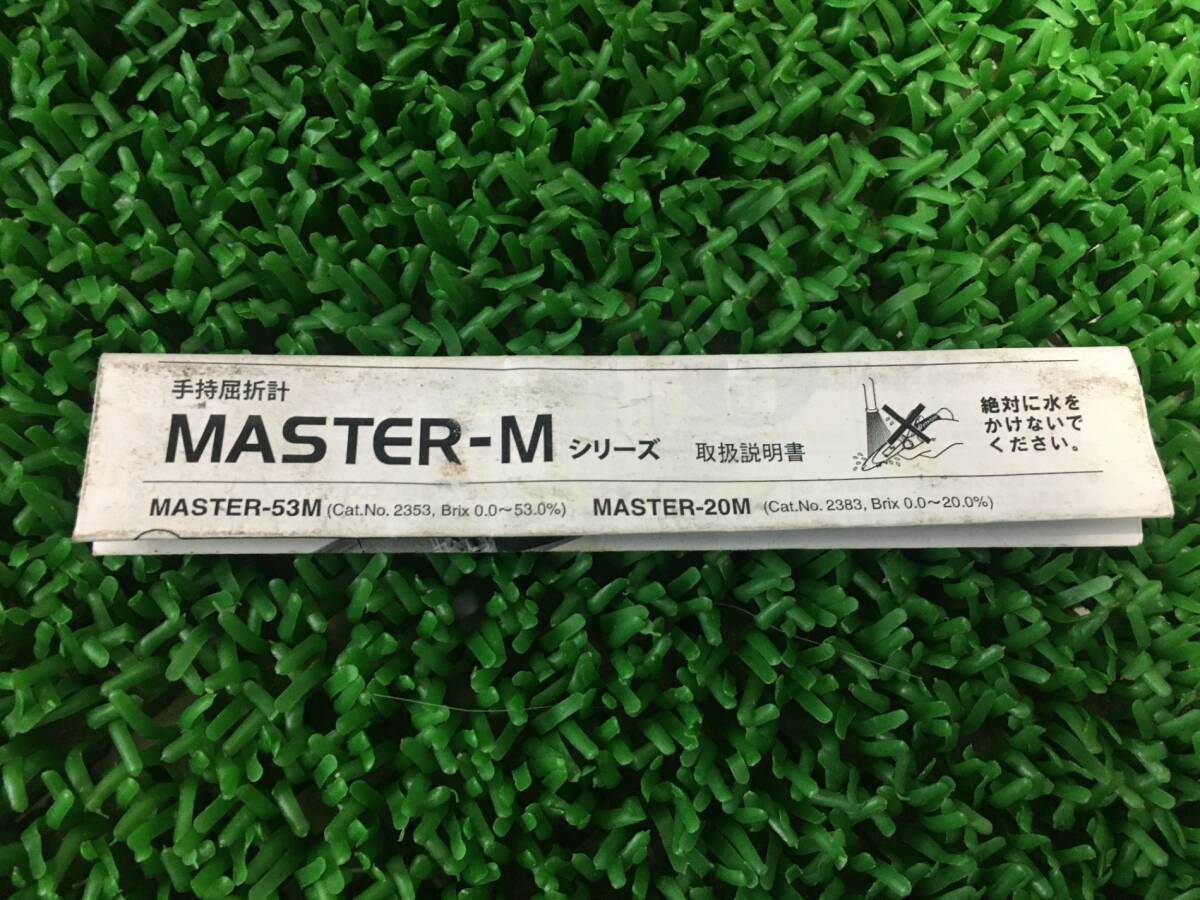 手持屈折計
MASTER-M シリーズ 取扱説明書
絶対に水を
かけないで
ください。
MASTER-53M (Cat.No. 2353, Brix 0.0～53.0%) MASTER-20M (Cat.No. 2383, Brix 0.0～20.0%)